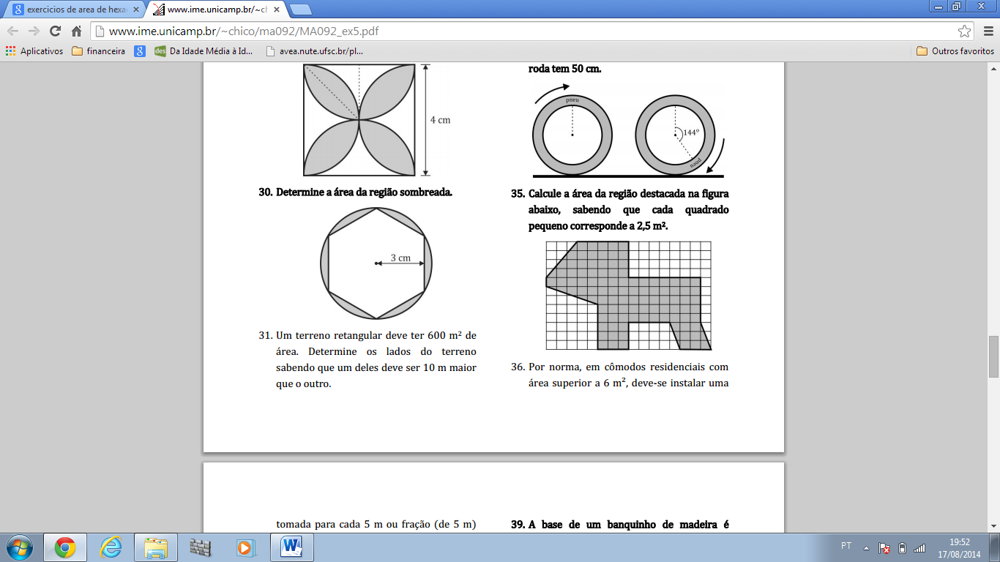 exercicios de area de hexa
www.ime.unicamp.br/~ch
www.ime.unicamp.br/~chico/ma092/MA092_ex5.pdf
Aplicativos
financeira
Da Idade Média à Id...
avea.nute.ufsc.br/pl...
Outros favoritos
4 cm
30. Determine a área da região sombreada.
3 cm
31. Um terreno retangular deve ter 600 m² de
área. Determine os lados do terreno
sabendo que um deles deve ser 10 m maior
que o outro.
roda tem 50 cm.
pneu
144º
pneu
35. Calcule a área da região destacada na figura
abaixo, sabendo que cada quadrado
pequeno corresponde a 2,5 m².
36. Por norma, em cômodos residenciais com
área superior a 6 m², deve-se instalar uma
tomada para cada 5 m ou fração (de 5 m)
39. A base de um banquinho de madeira é
PT
19:52
17/08/2014